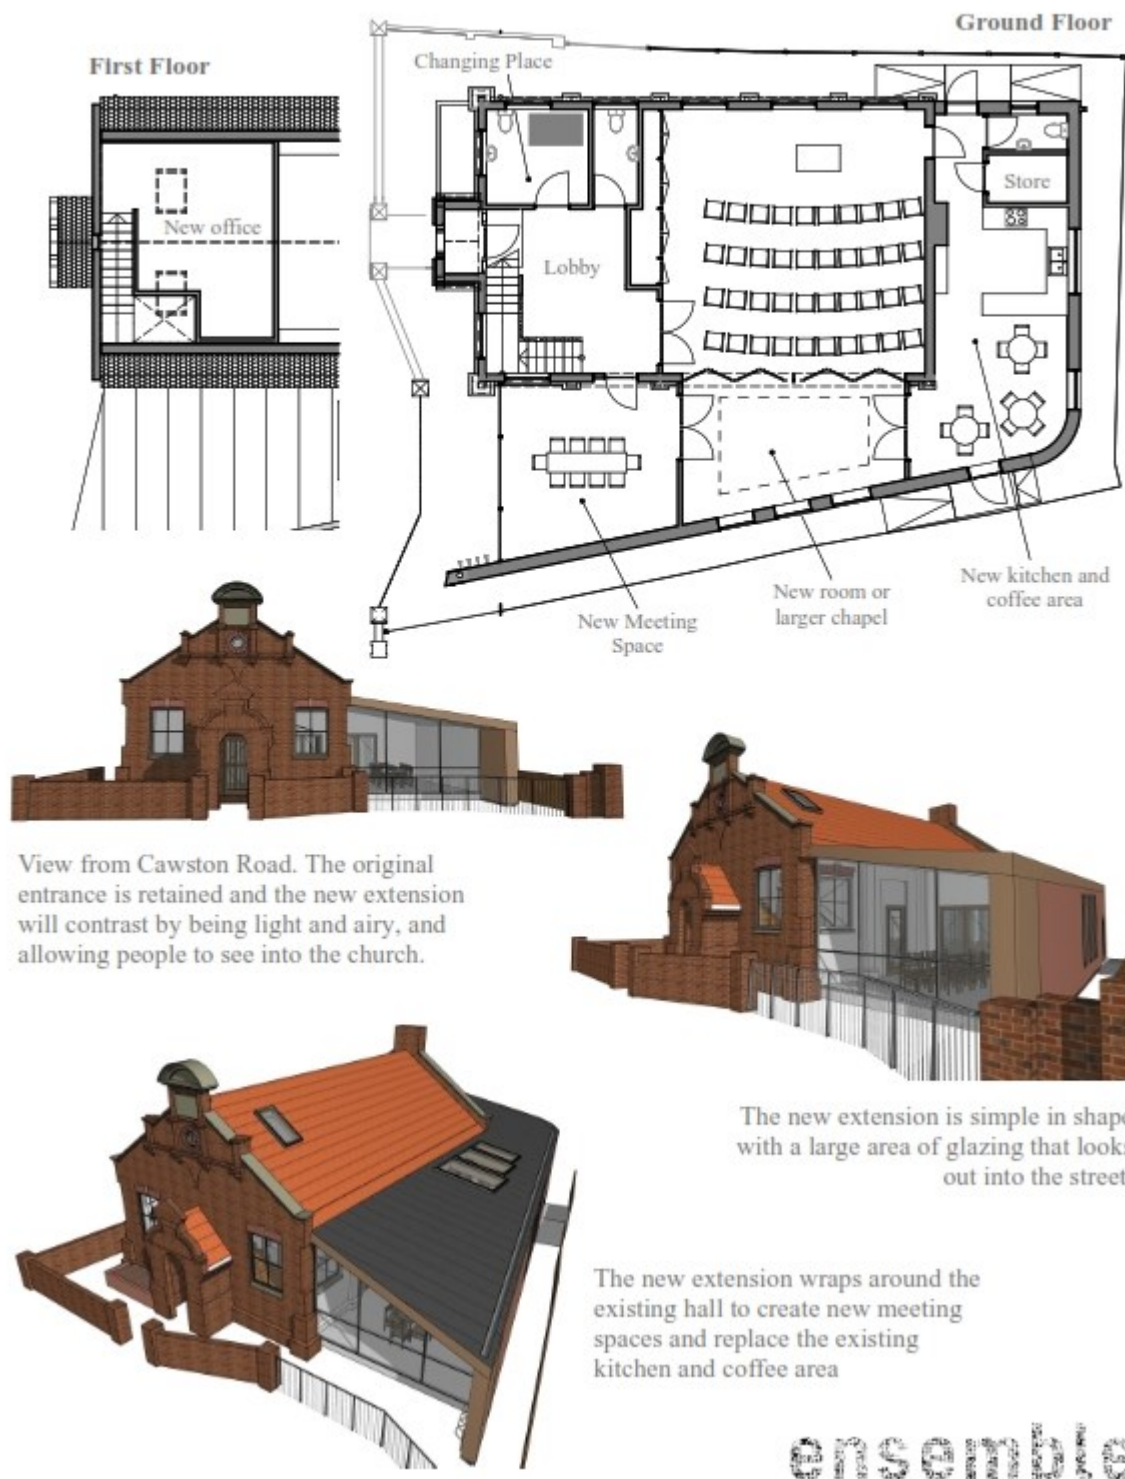 Ground Floor
First Floor
Changing Place
Store
New office
Lobby
New kitchen and
coffee area
New room or
larger chapel
New Meeting
Space
View from Cawston Road. The original
entrance is retained and the new extension
will contrast by being light and airy, and
allowing people to see into the church.
The new extension is simple in shape
with a large area of glazing that looks
out into the street
The new extension wraps around the
existing hall to create new meeting
spaces and replace the existing
kitchen and coffee area
ensemble